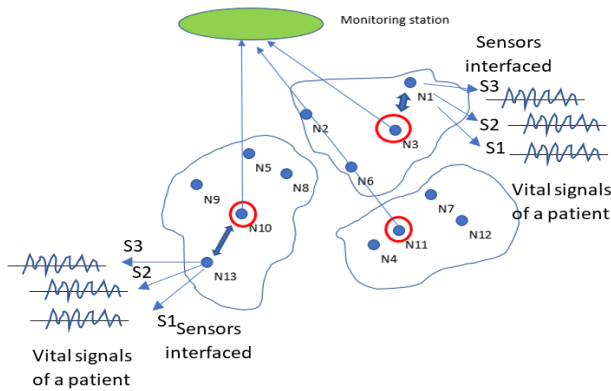 Monitoring station
Sensors
interfaced
S3
N1
S2
N2
S1
N3
N5
N6
Vital signals
of a patient
N8
N9
N7
N10
N11
N12
N4
S3
S2
N13
S1
Sensors
interfaced
Vital signals
of a patient